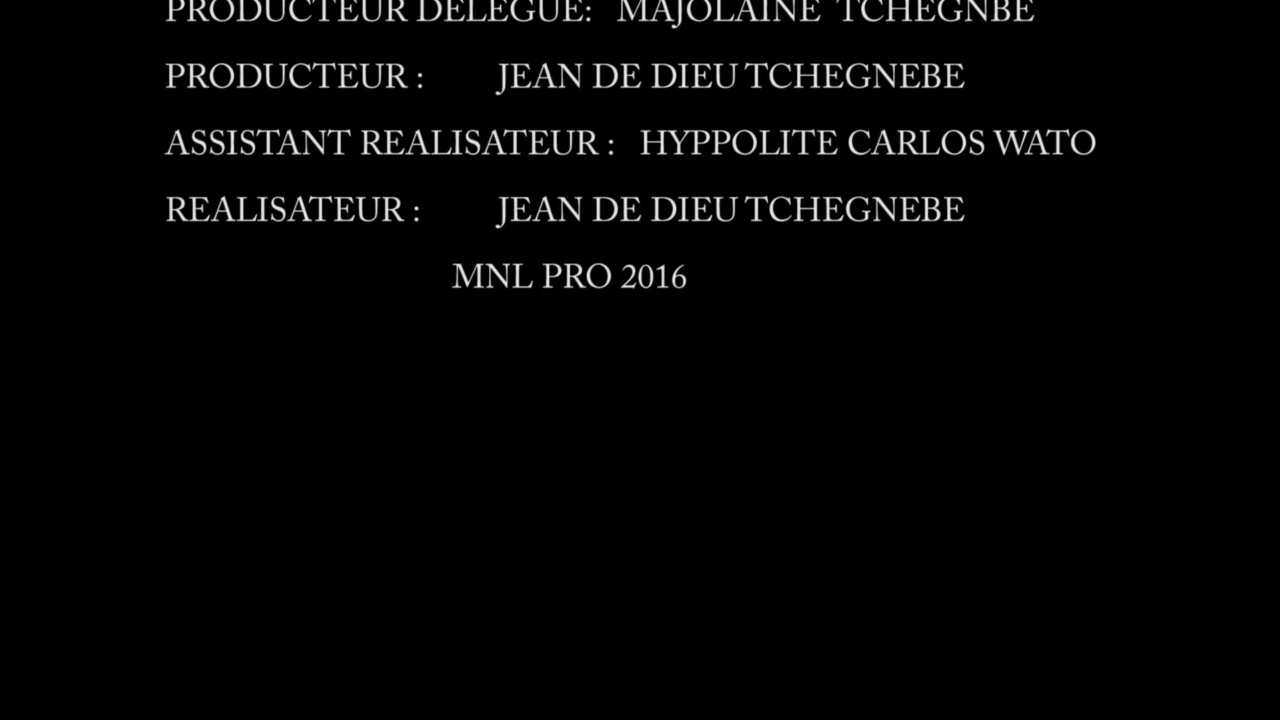 PRODUCTEUR DELEGUE: MAJOLAINE TCHEGNBE
PRODUCTEUR : JEAN DE DIEU TCHEGNEBE
ASSISTANT REALISATEUR : HYPPOLITE CARLOS WATO
REALISATEUR : JEAN DE DIEU TCHEGNEBE
MNL PRO 2016